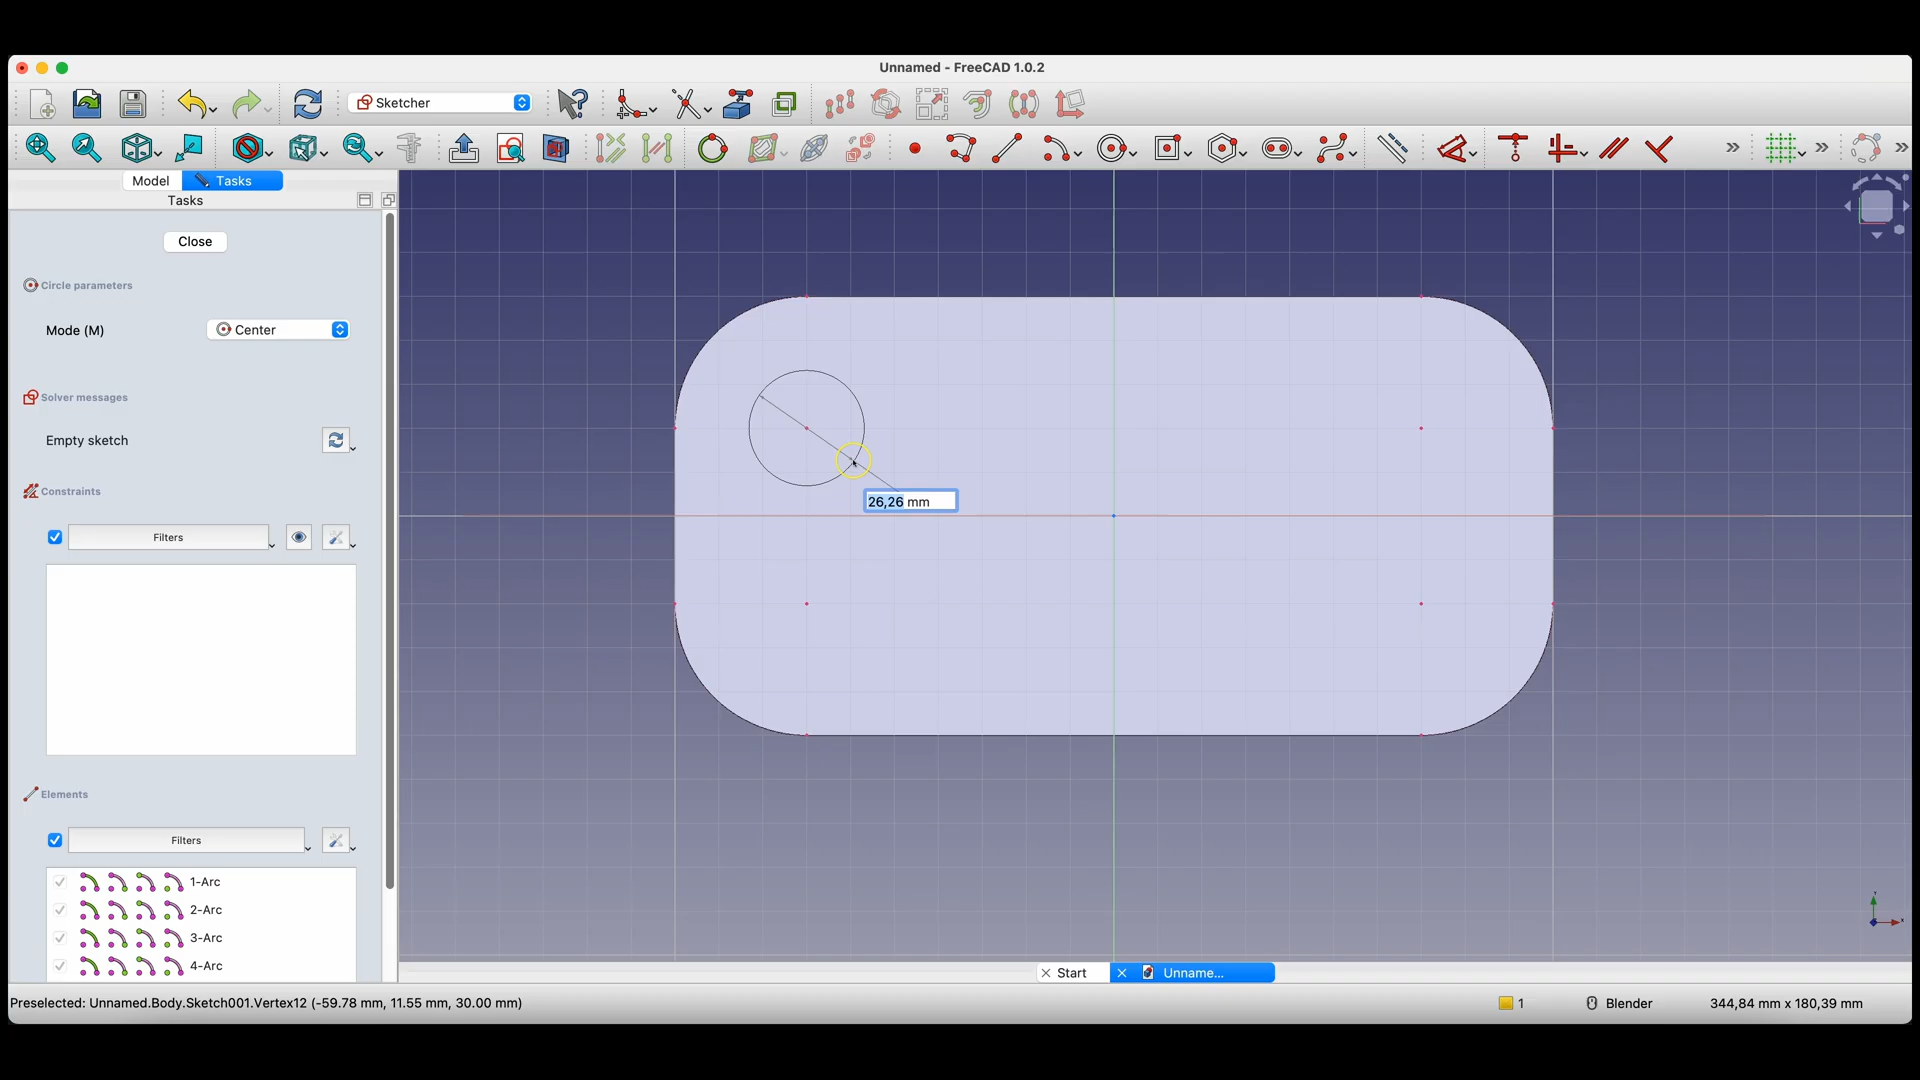 Unnamed - FreeCAD 1.0.2
Sketcher
Model
Tasks
Tasks
Close
Circle parameters
Mode (M)
Center
Solver messages
Empty sketch
Constraints
Filters
26,26 mm
Elements
Filters
1-Arc
2-Arc
3-Arc
4-Arc
Start
Unname...
Preselected: Unnamed.Body.Sketch001.Vertex12 (-59.78 mm, 11.55 mm, 30.00 mm)
1
Blender
344,84 mm x 180,39 mm